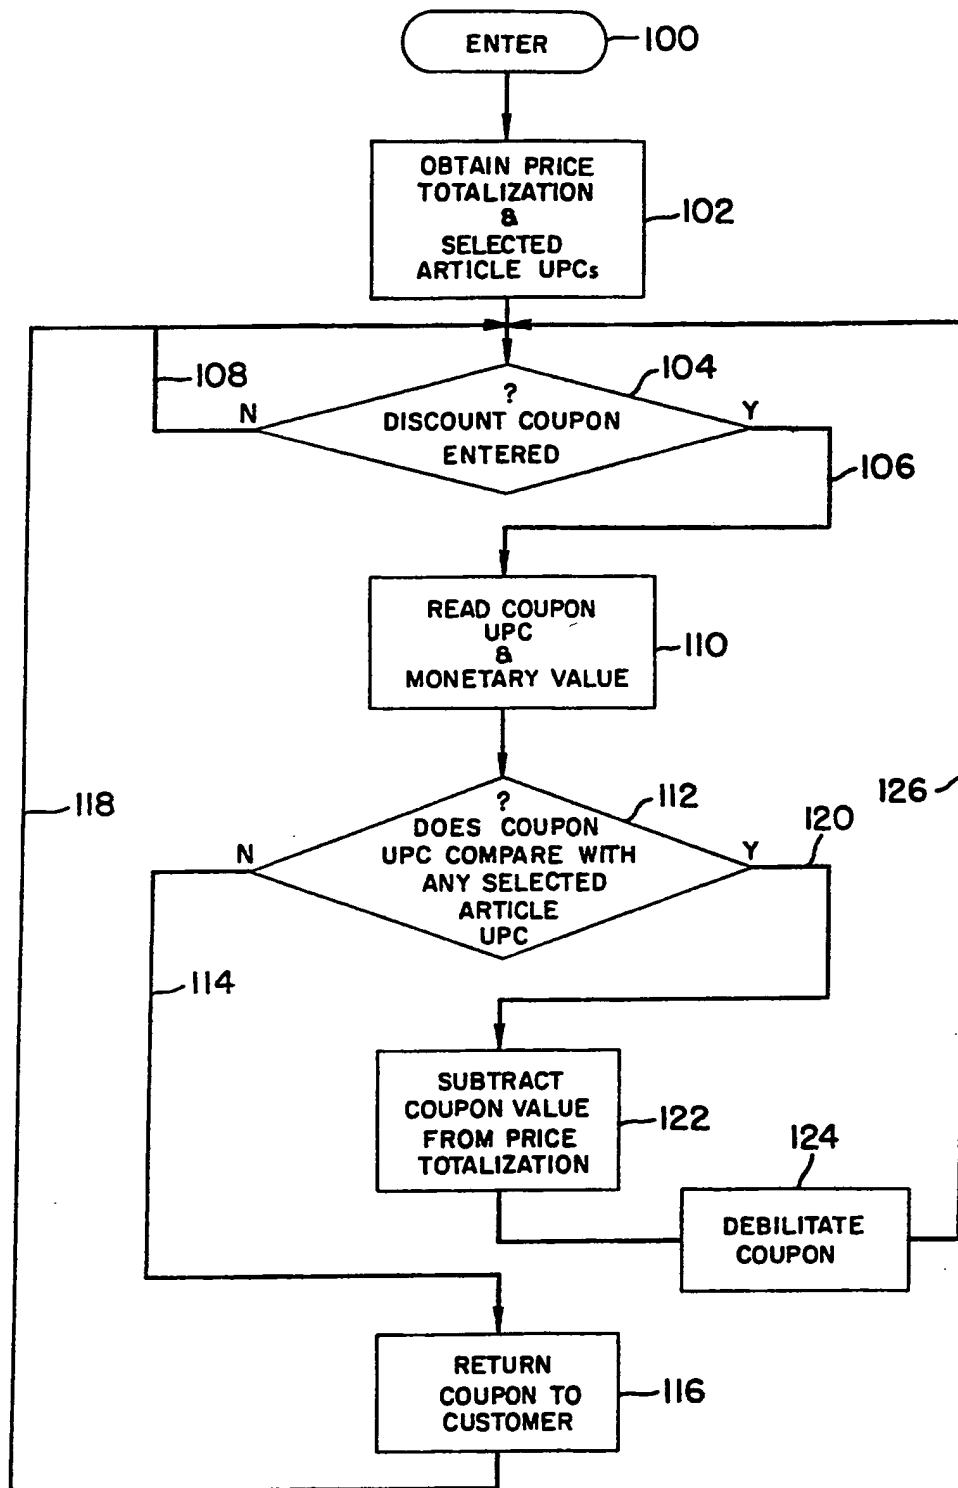 ENTER
100
OBTAIN PRICE
TOTALIZATION
&
SELECTED
ARTICLE UPCs
102
108
104
N
?
Y
DISCOUNT COUPON
ENTERED
106
READ COUPON
UPC
&
MONETARY VALUE
110
118
?
112
126
120
N
DOES COUPON
Y
UPC COMPARE WITH
ANY SELECTED
ARTICLE
UPC
114
SUBTRACT
COUPON VALUE
FROM PRICE
TOTALIZATION
122
124
DEBILITATE
COUPON
RETURN
COUPON TO
CUSTOMER
116